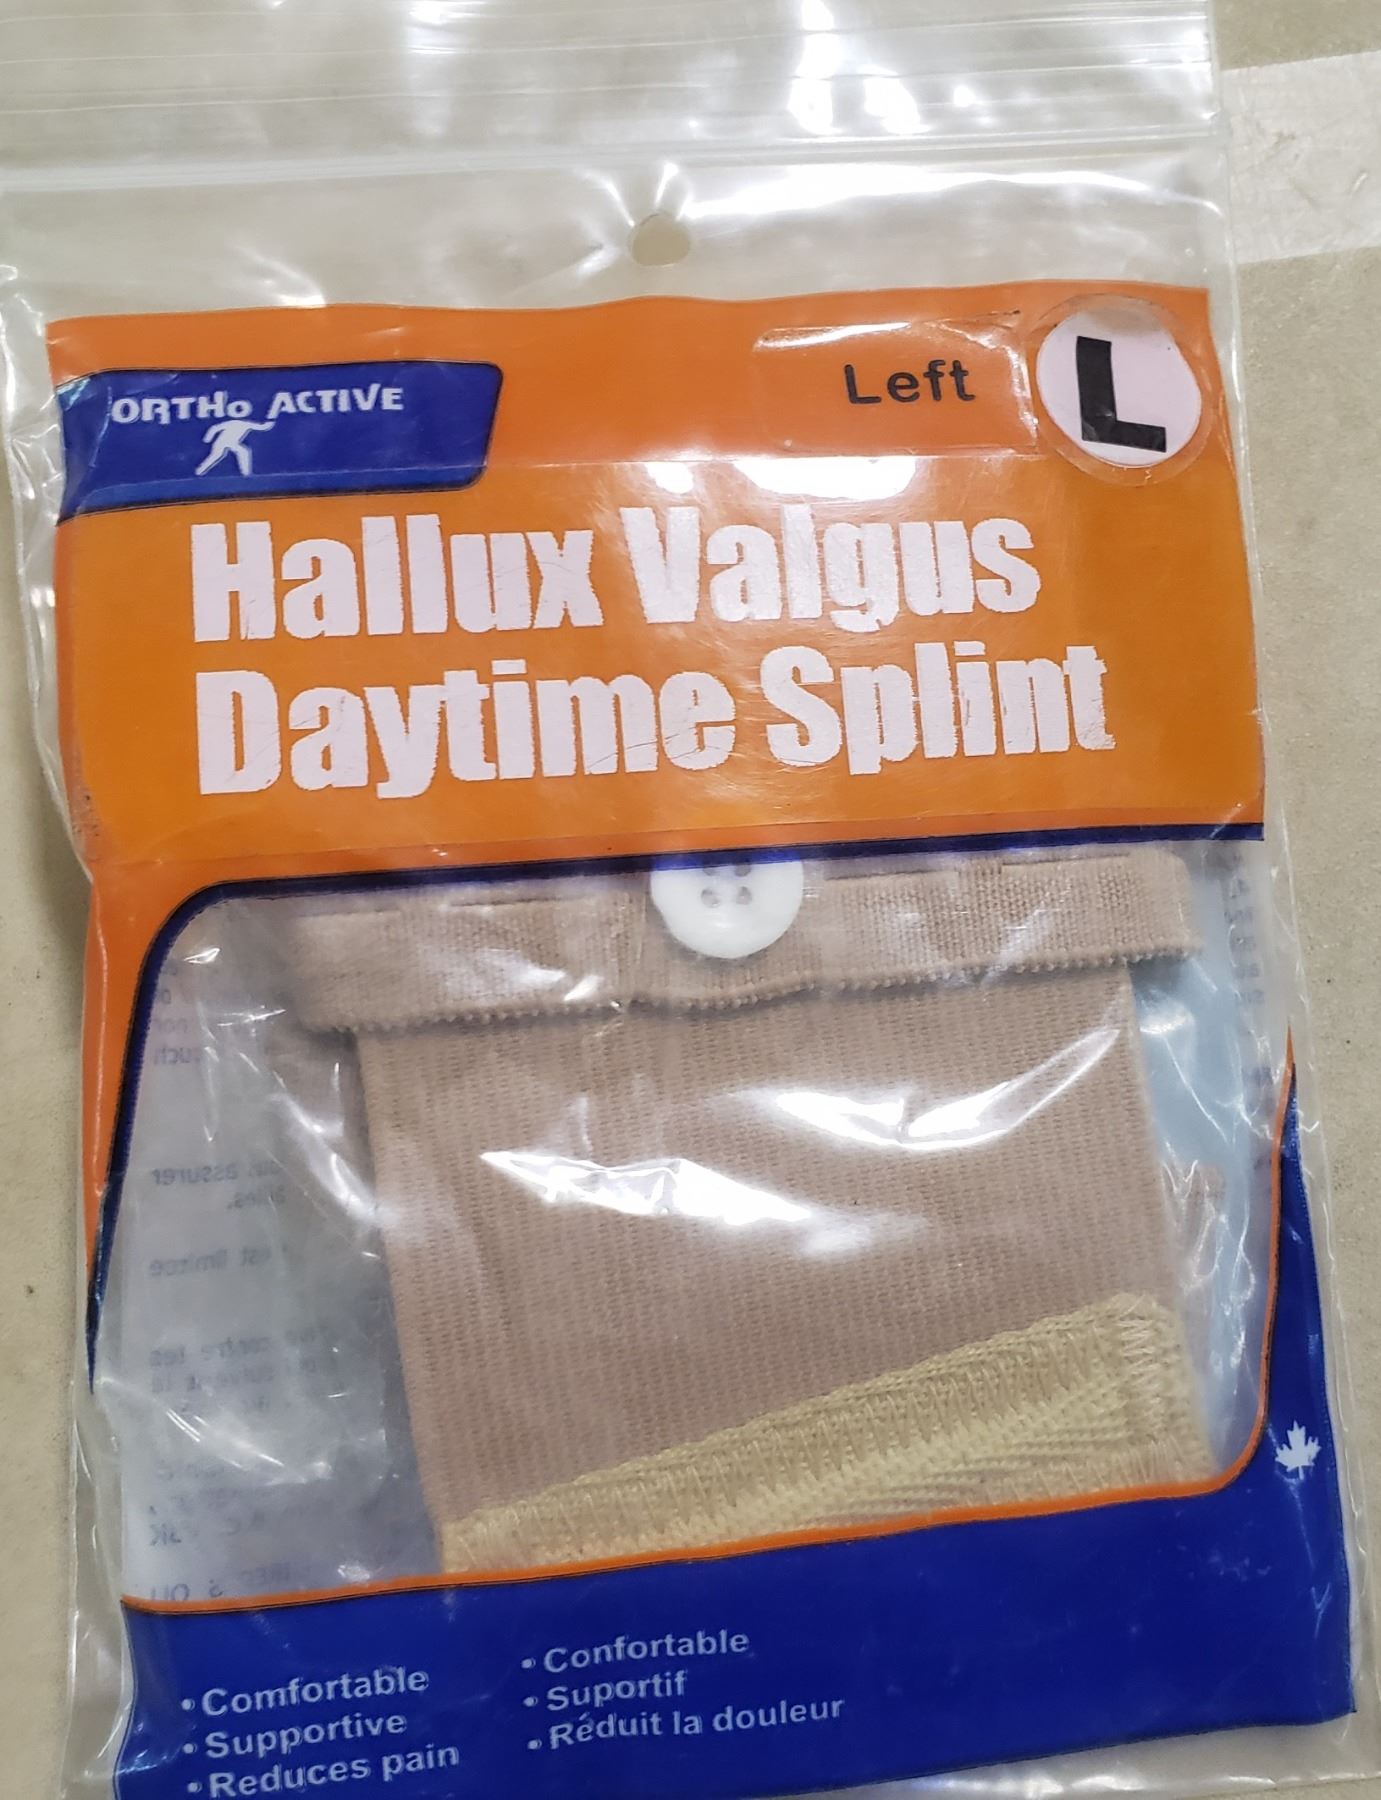 ORTHo ACTIVE
Left
L
Hallux Valgus
Daytime Splint
• Comfortable
• Supportive
• Reduces pain
• Confortable
• Suportif
• Réduit la douleur